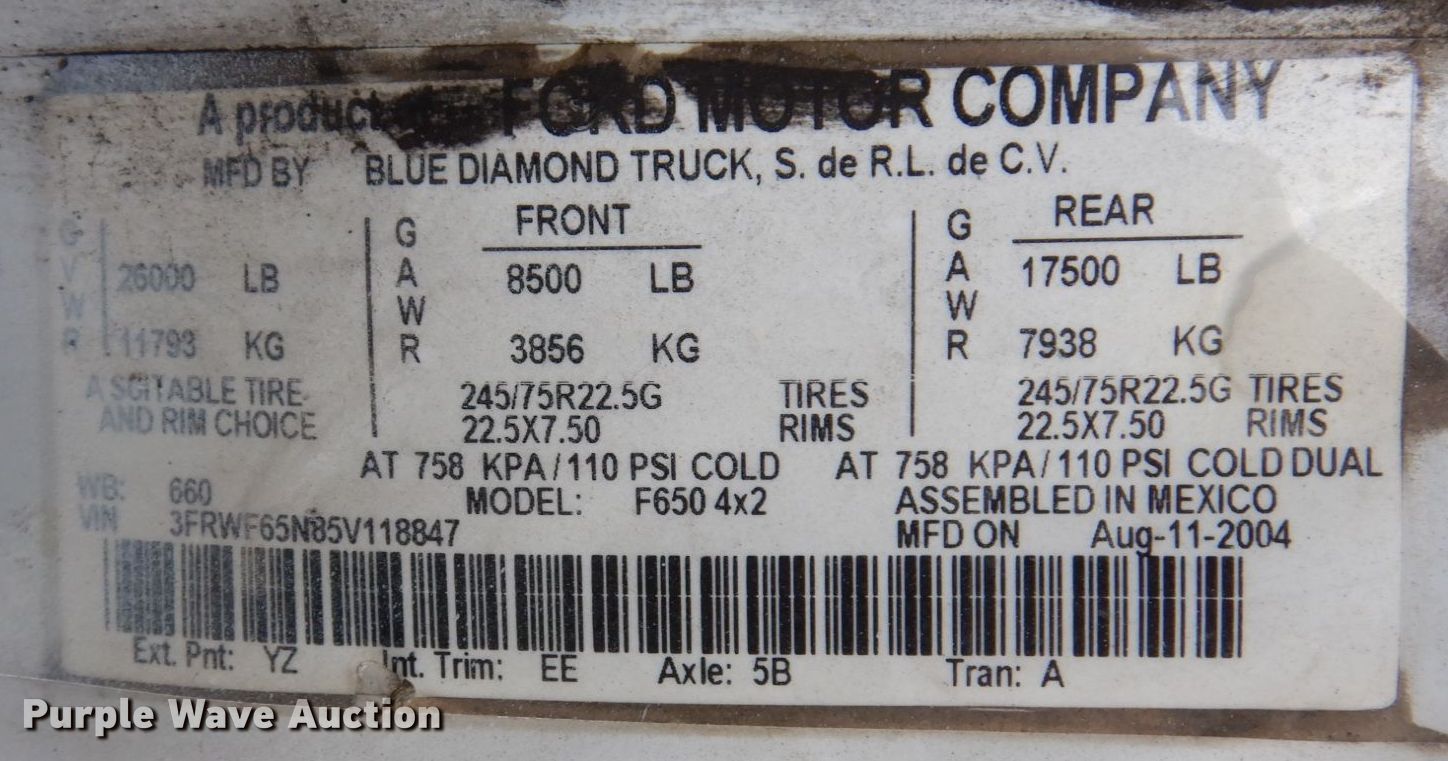 A product FORD MOTOR COMPANY
MFD BY BLUE DIAMOND TRUCK, S. de R.L. de C.V.
GVWR 26000 LB GAWR FRONT 8500 LB GAWR REAR 17500 LB
11793 KG 3856 KG 7938 KG
A SUITABLE TIRE 245/75R22.5G TIRES 245/75R22.5G TIRES
AND RIM CHOICE 22.5X7.50 RIMS 22.5X7.50 RIMS
AT 758 KPA/110 PSI COLD AT 758 KPA/110 PSI COLD DUAL
WB: 660 MODEL: F650 4x2 ASSEMBLED IN MEXICO
VIN 3FRWF65N85V118847 MFD ON Aug-11-2004
Ext. Pnt: YZ Int. Trim: EE Axle: 5B Tran: A
Purple Wave Auction